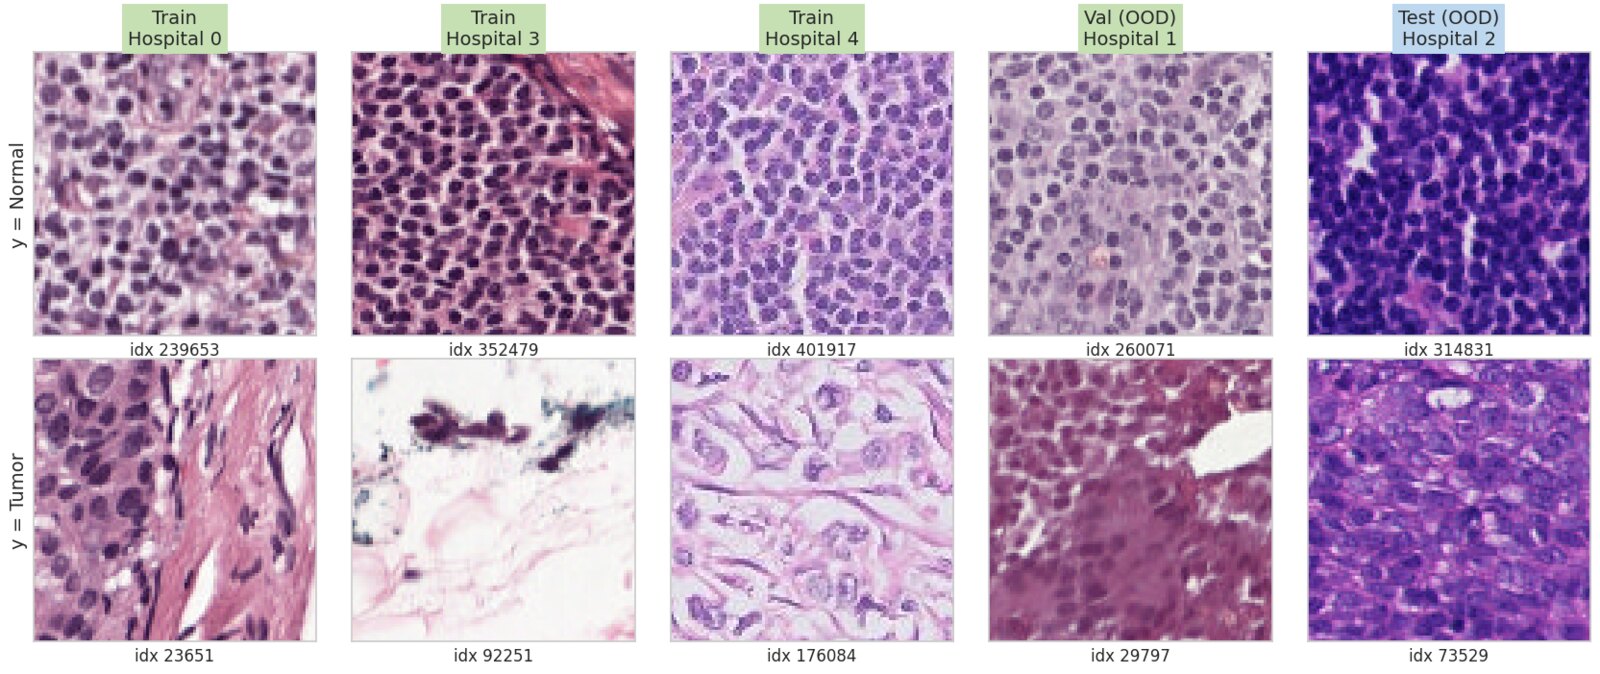 Train
Hospital 0
Train
Hospital 3
Train
Hospital 4
Val (OOD)
Hospital 1
Test (OOD)
Hospital 2
y = Normal
idx 239653
idx 352479
idx 401917
idx 260071
idx 314831
y = Tumor
idx 23651
idx 92251
idx 176084
idx 29797
idx 73529